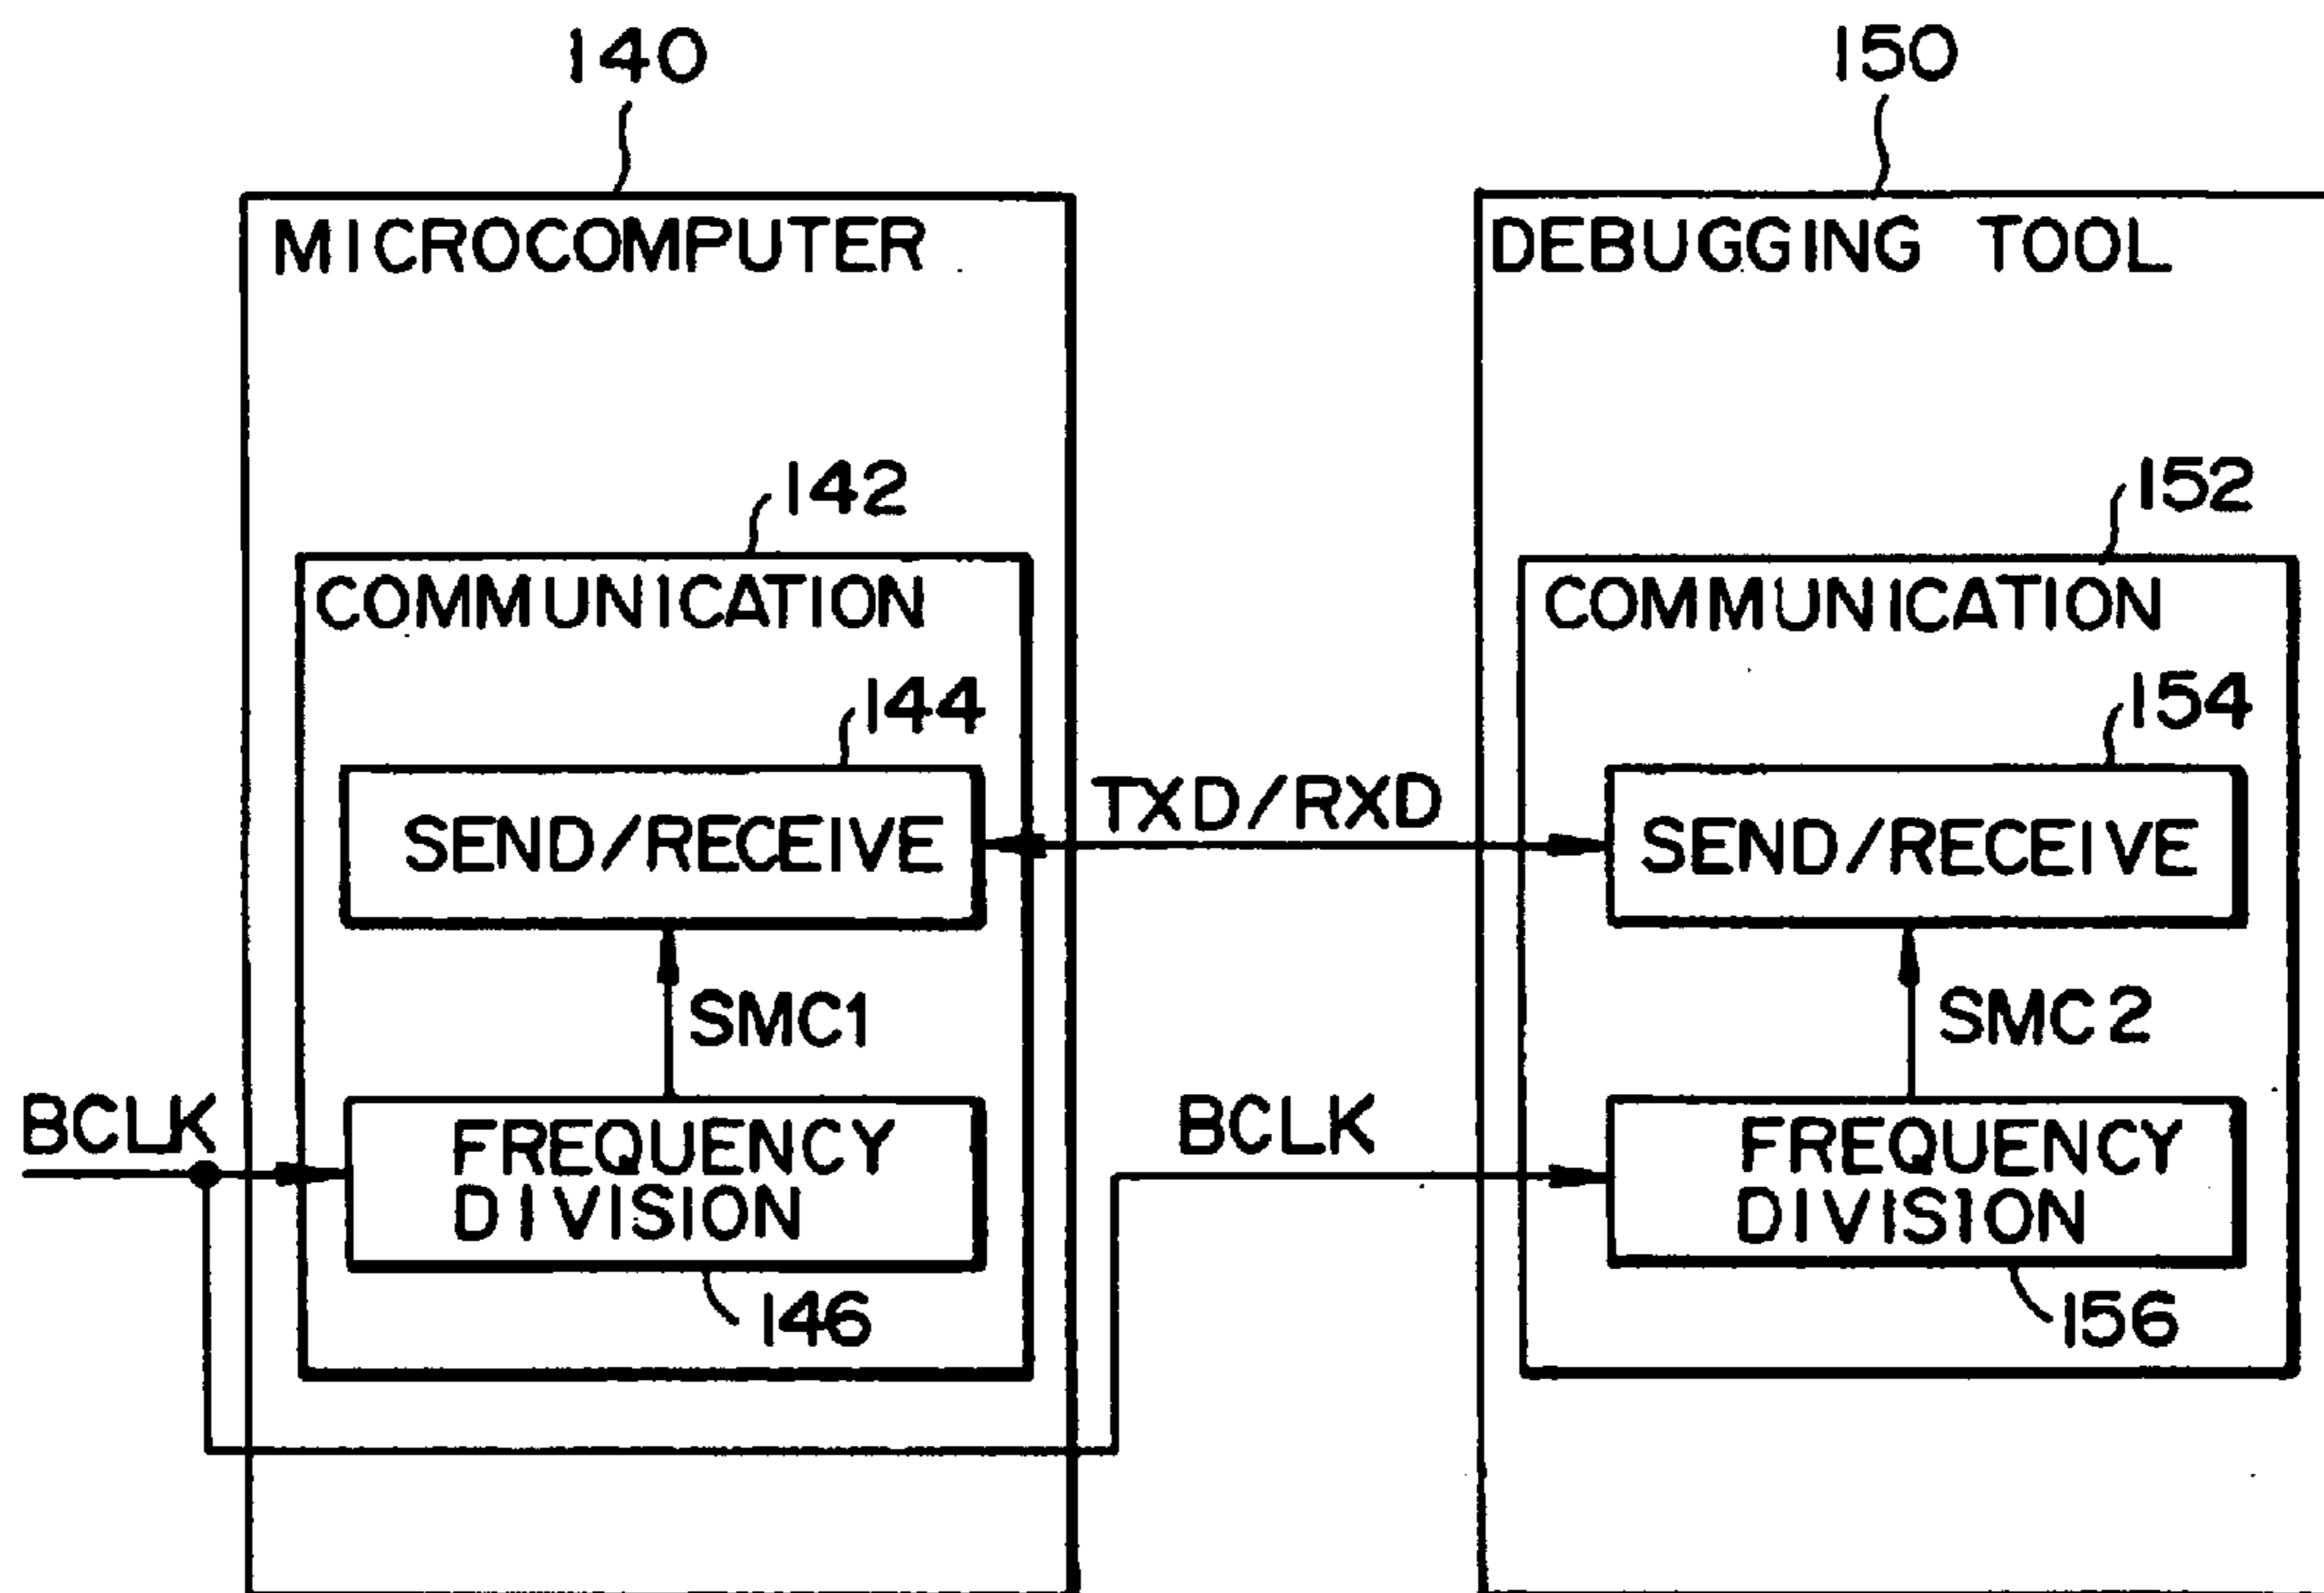 140
150
MICROCOMPUTER
DEBUGGING TOOL
142
152
COMMUNICATION
COMMUNICATION
144
154
SEND/RECEIVE
TXD/RXD
SEND/RECEIVE
SMC1
SMC2
BCLK
FREQUENCY
DIVISION
BCLK
FREQUENCY
DIVISION
146
156